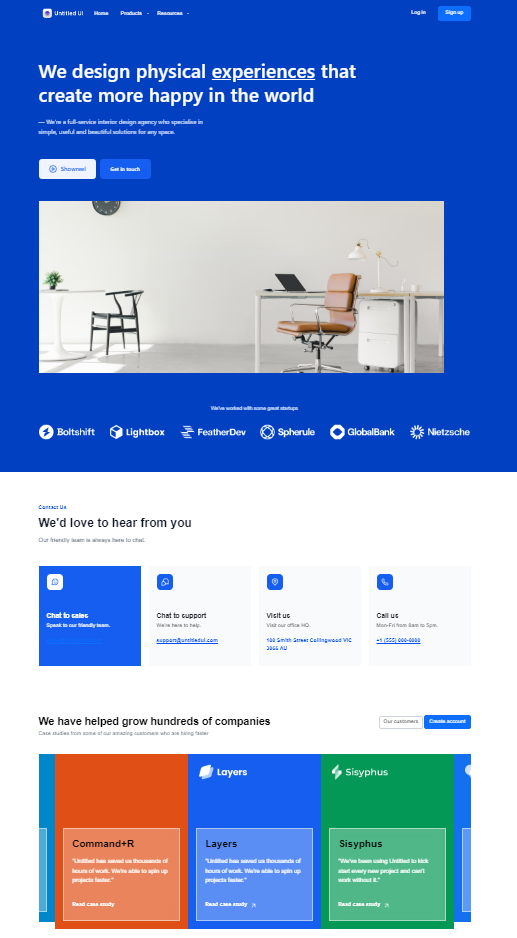 Untitled UI Home Products Resources Log in Sign up
We design physical experiences that
create more happy in the world
— We're a full-service interior design agency who specialise in
simple, useful and beautiful solutions for any space.
Showreel Get in touch
We've worked with some great startups
Boltshift Lightbox FeatherDev Spherule GlobalBank Nietzsche
Contact Us
We'd love to hear from you
Our friendly team is always here to chat.
Chat to sales
Speak to our friendly team.
Chat to support
We're here to help.
support@untitledui.com
Visit us
Visit our office HQ.
100 Smith Street Collingwood VIC
3066 AU
Call us
Mon-Fri from 8am to 5pm.
+1 (555) 000-0000
We have helped grow hundreds of companies
Case studies from some of our amazing customers who are hiring faster
Our customers Create account
Command+R
"Untitled has saved us thousands of
hours of work. We're able to spin up
projects faster."
Read case study
Layers
Layers
"Untitled has saved us thousands of
hours of work. We're able to spin up
projects faster."
Read case study
Sisyphus
Sisyphus
"We've been using Untitled to kick
start every new project and can't
work without it."
Read case study